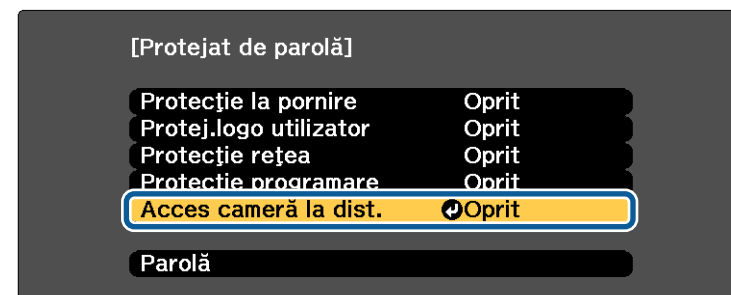 [Protejat de parolă]
Protecţie la pornire Oprit
Protej.logo utilizator Oprit
Protecţie reţea Oprit
Protecţie programare Oprit
Acces cameră la dist. Oprit
Parolă